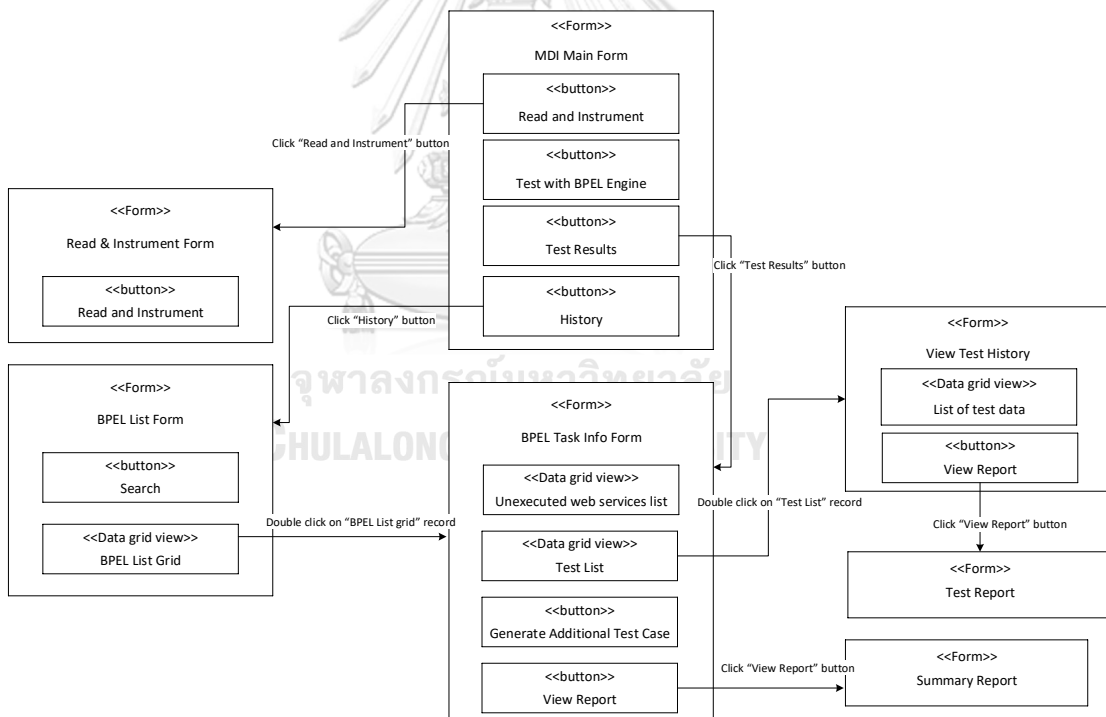 <<Form>>
MDI Main Form
<<button>>
Read and Instrument
<<button>>
Test with BPEL Engine
<<button>>
Test Results
<<button>>
History
Click “Read and Instrument” button
Click “Test Results” button
Click “History” button
<<Form>>
Read & Instrument Form
<<button>>
Read and Instrument
<<Form>>
BPEL List Form
<<button>>
Search
<<Data grid view>>
BPEL List Grid
Double click on “BPEL List grid” record
จุฬาลงกรณ์มหาวิทยาลัย
<<Form>>
BPEL Task Info Form
<<Data grid view>>
Unexecuted web services list
<<Data grid view>>
Test List
<<button>>
Generate Additional Test Case
<<button>>
View Report
Double click on “Test List” record
Click “View Report” button
<<Form>>
View Test History
<<Data grid view>>
List of test data
<<button>>
View Report
Click “View Report” button
<<Form>>
Test Report
<<Form>>
Summary Report